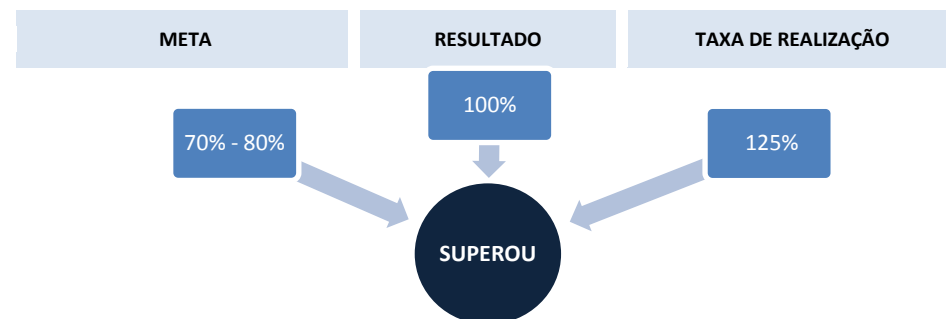 META
RESULTADO
TAXA DE REALIZAÇÃO
70% - 80%
100%
125%
SUPEROU